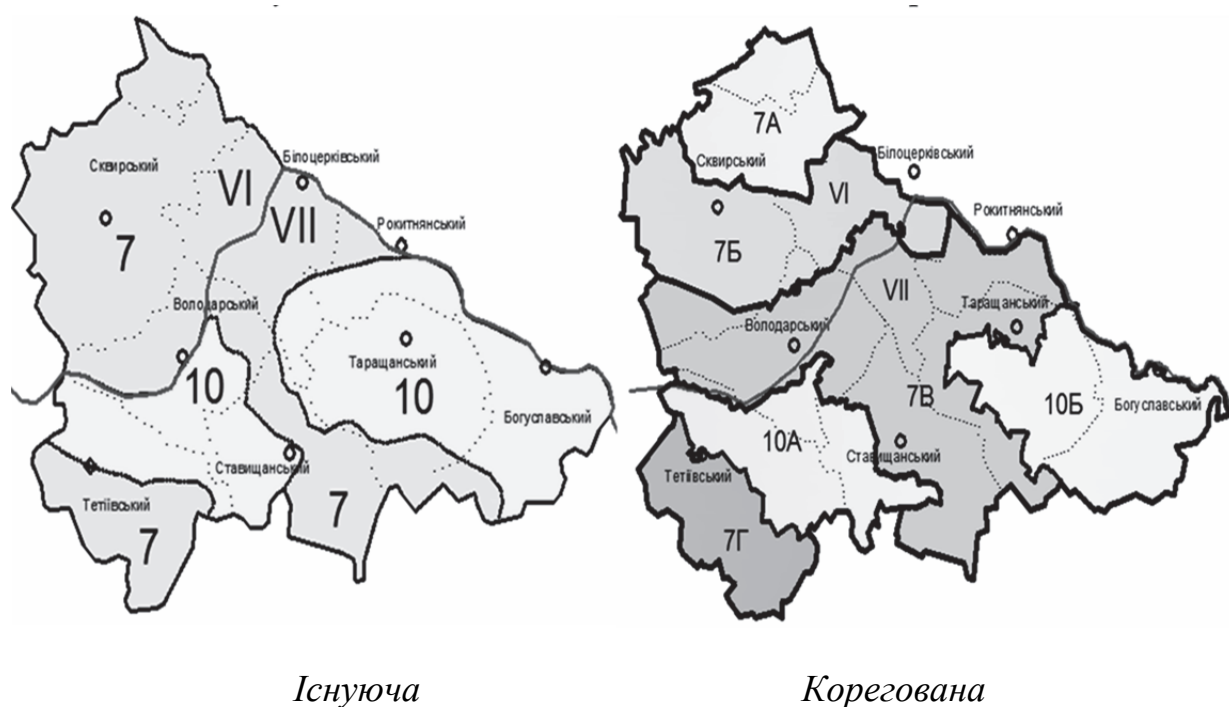 Сквирський
Білоцерківський
VI
VII
Рокитнянський
7
Володарський
Таращанський
10
10
Богуславський
Ставищанський
Тетіївський
7
7
7А
Сквирський
Білоцерківський
VI
Рокитнянський
7Б
VII
Таращанський
Володарський
7В
10Б
Богуславський
10А
Ставищанський
Тетіївський
7Г
Існуюча
Корегована